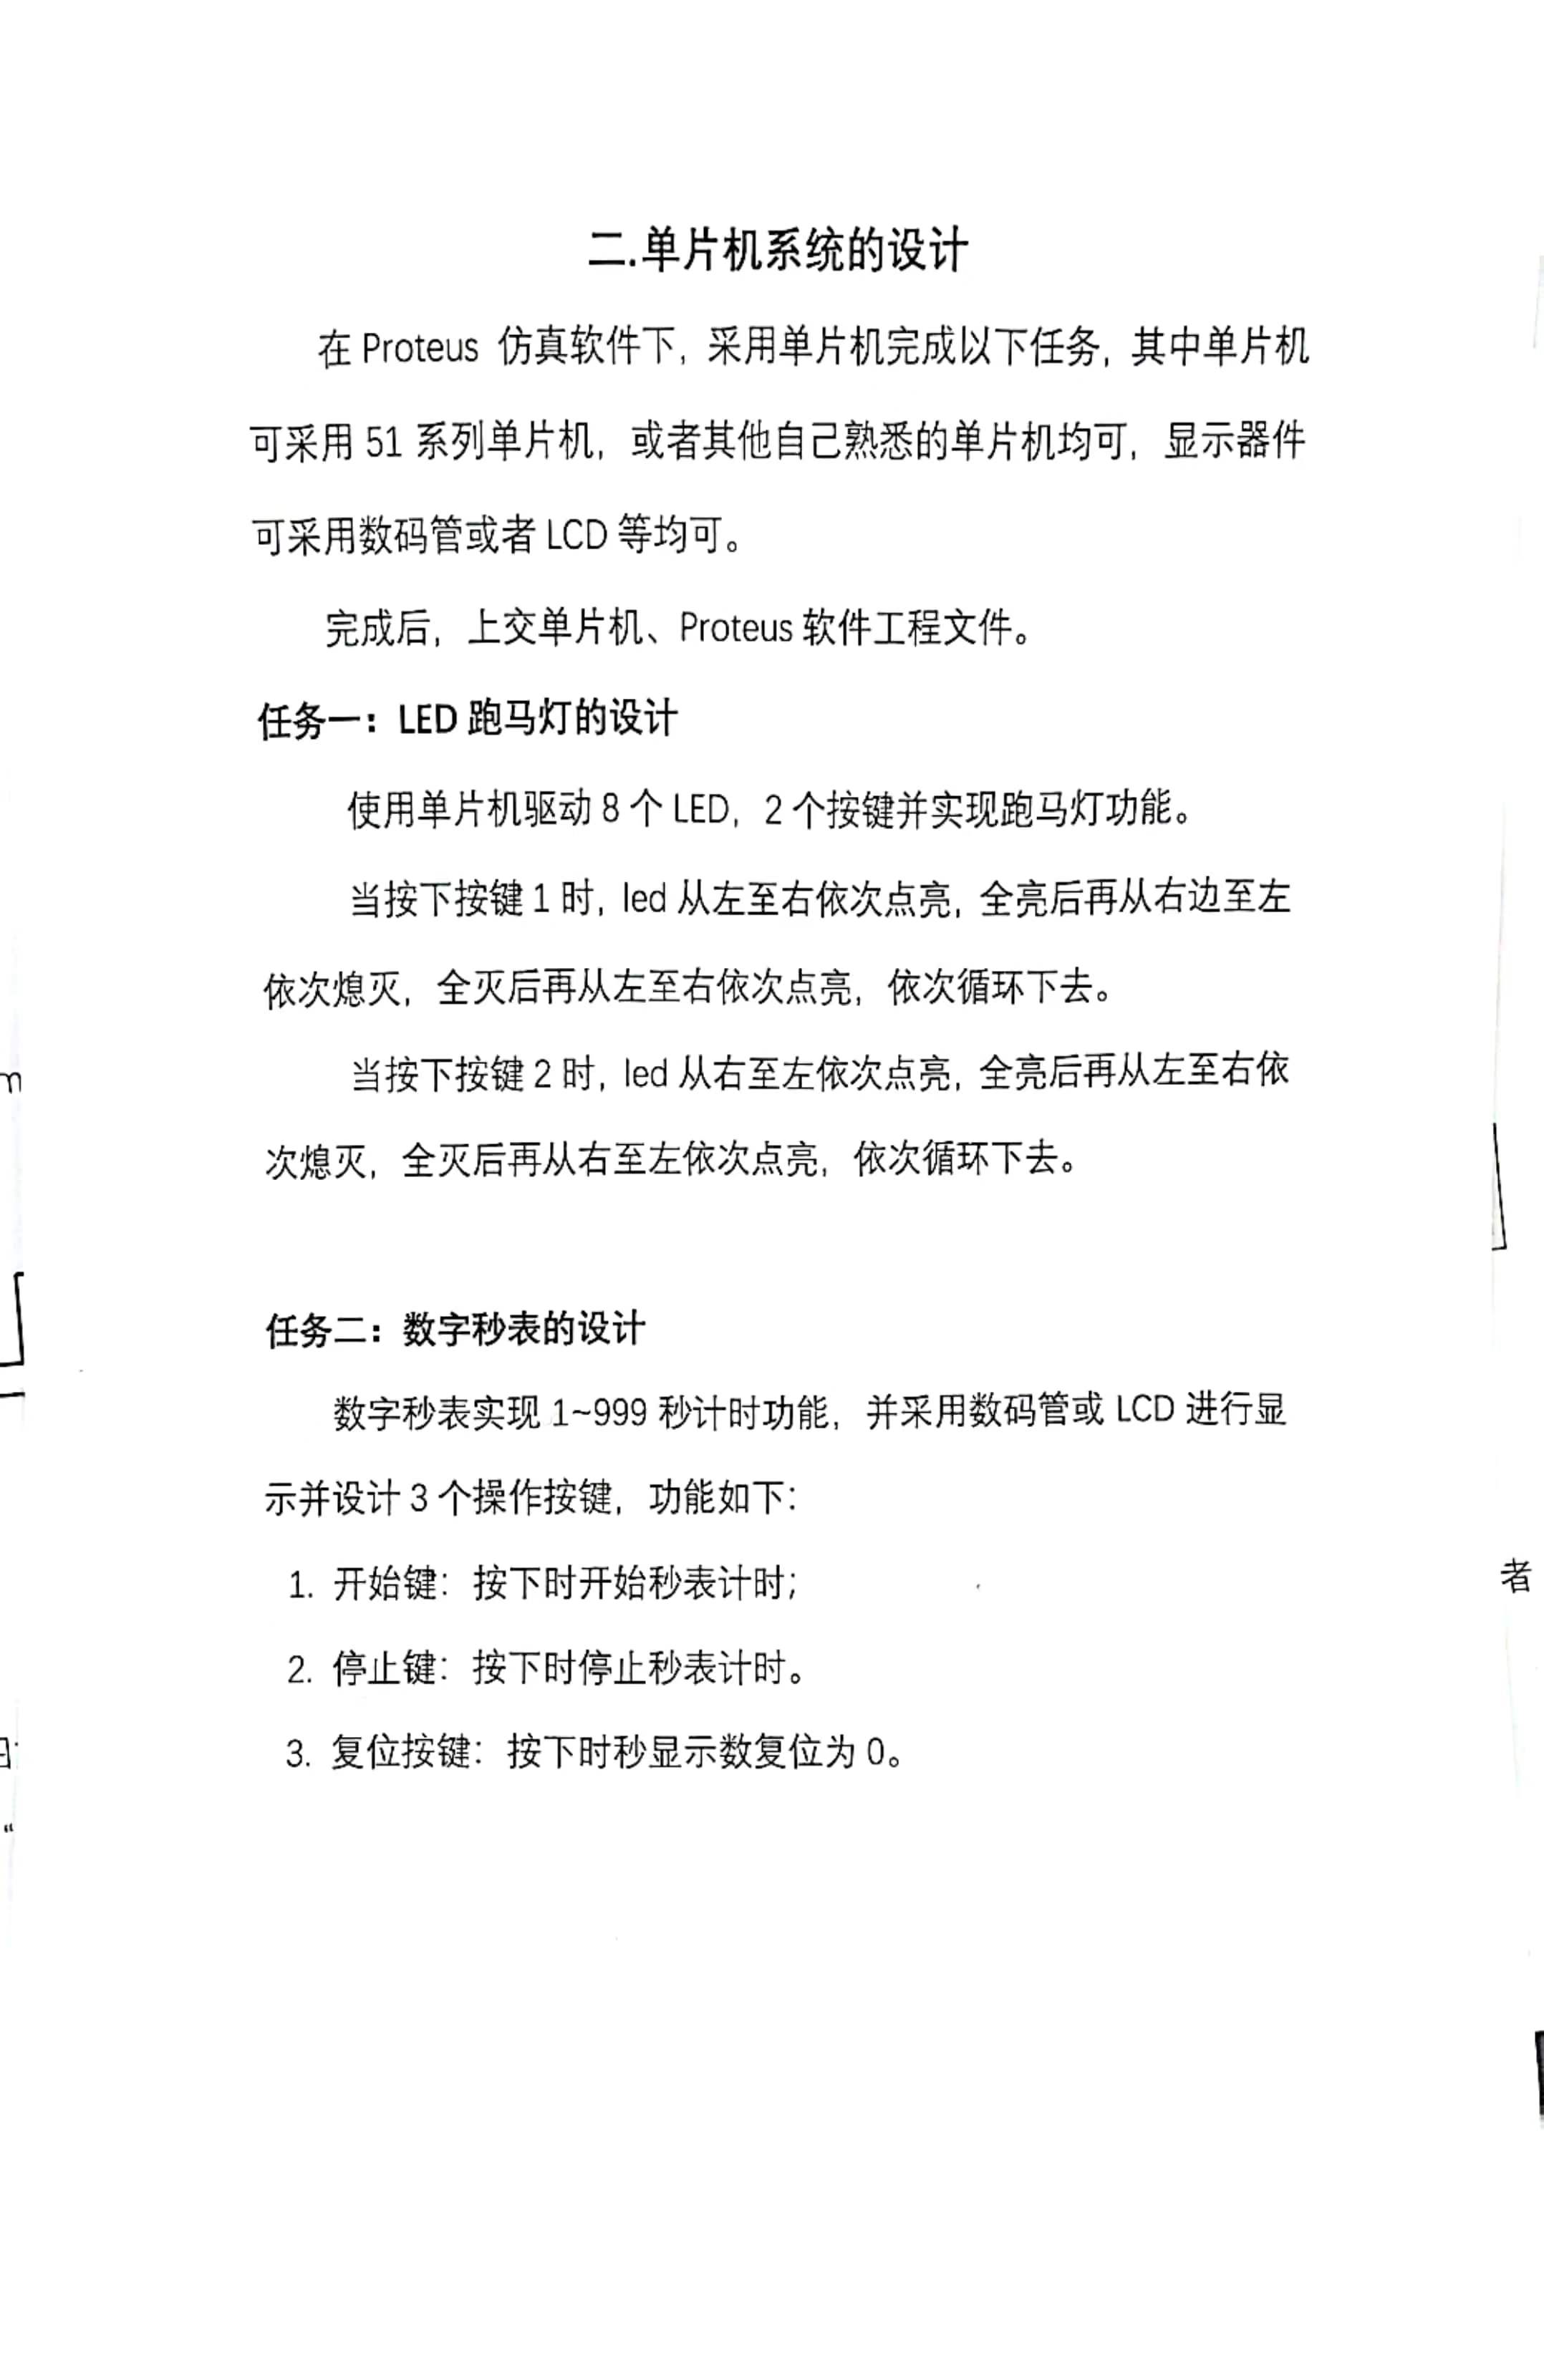 二.单片机系统的设计
在 Proteus 仿真软件下，采用单片机完成以下任务，其中单片机
可采用 51 系列单片机，或者其他自己熟悉的单片机均可，显示器件
可采用数码管或者 LCD 等均可。
完成后，上交单片机、Proteus 软件工程文件。
任务一：LED 跑马灯的设计
使用单片机驱动 8 个 LED，2 个按键并实现跑马灯功能。
当按下按键 1 时，led 从左至右依次点亮，全亮后再从右边至左
依次熄灭，全灭后再从左至右依次点亮，依次循环下去。
当按下按键 2 时，led 从右至左依次点亮，全亮后再从左至右依
次熄灭，全灭后再从右至左依次点亮，依次循环下去。
任务二：数字秒表的设计
数字秒表实现 1~999 秒计时功能，并采用数码管或 LCD 进行显
示并设计 3 个操作按键，功能如下：
1. 开始键：按下时开始秒表计时；
者
2. 停止键：按下时停止秒表计时。
3. 复位按键：按下时秒显示数复位为 0。